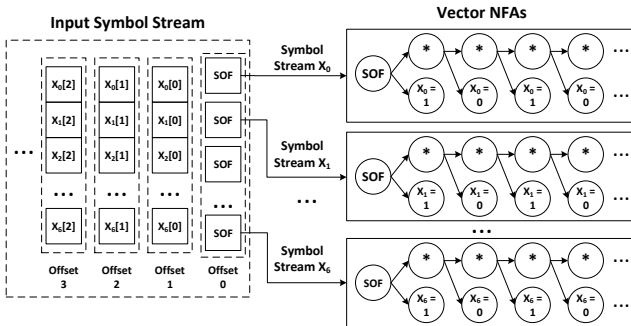 Input Symbol Stream
X0[2] X0[1] X0[0] SOF
X1[2] X1[1] X1[0] SOF
X2[2] X2[1] X2[0] SOF
... 
... ... ... ...
X6[2] X6[1] X6[0] SOF
Offset Offset Offset Offset
3 2 1 0
Symbol
Stream X0
Symbol
Stream X1
...
Symbol
Stream X6
Vector NFAs
* * * * ...
SOF
X0 = X0 = X0 = X0 = ...
1 0 1 0
* * * * ...
SOF
X1 = X1 = X1 = X1 = ...
1 0 1 0
...
* * * * ...
SOF
X6 = X6 = X6 = X6 = ...
1 0 1 0